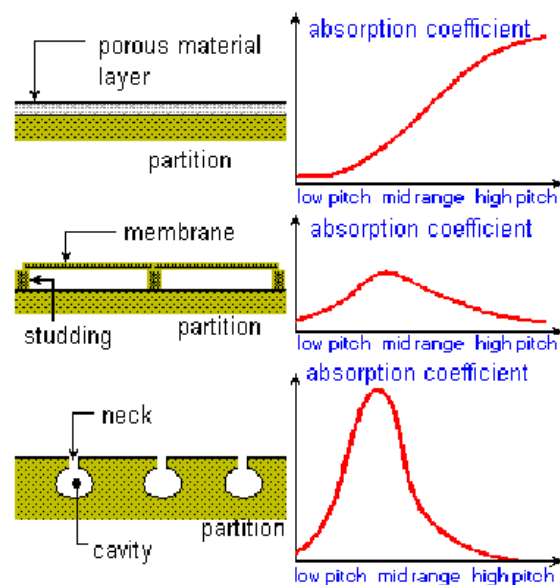 porous material
layer
partition
absorption coefficient
low pitch mid range high pitch
membrane
studding
partition
absorption coefficient
low pitch mid range high pitch
neck
cavity
partition
absorption coefficient
low pitch mid range high pitch